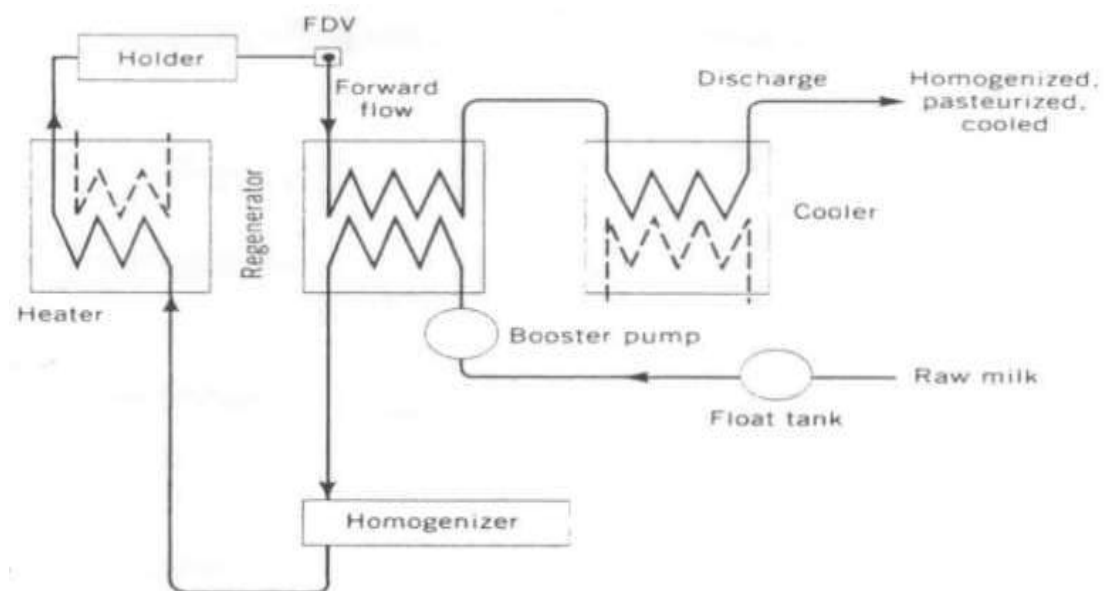 FDV
Holder
Forward
flow
Discharge
Homogenized,
pasteurized,
cooled
Regenerator
Cooler
Heater
Booster pump
Raw milk
Float tank
Homogenizer